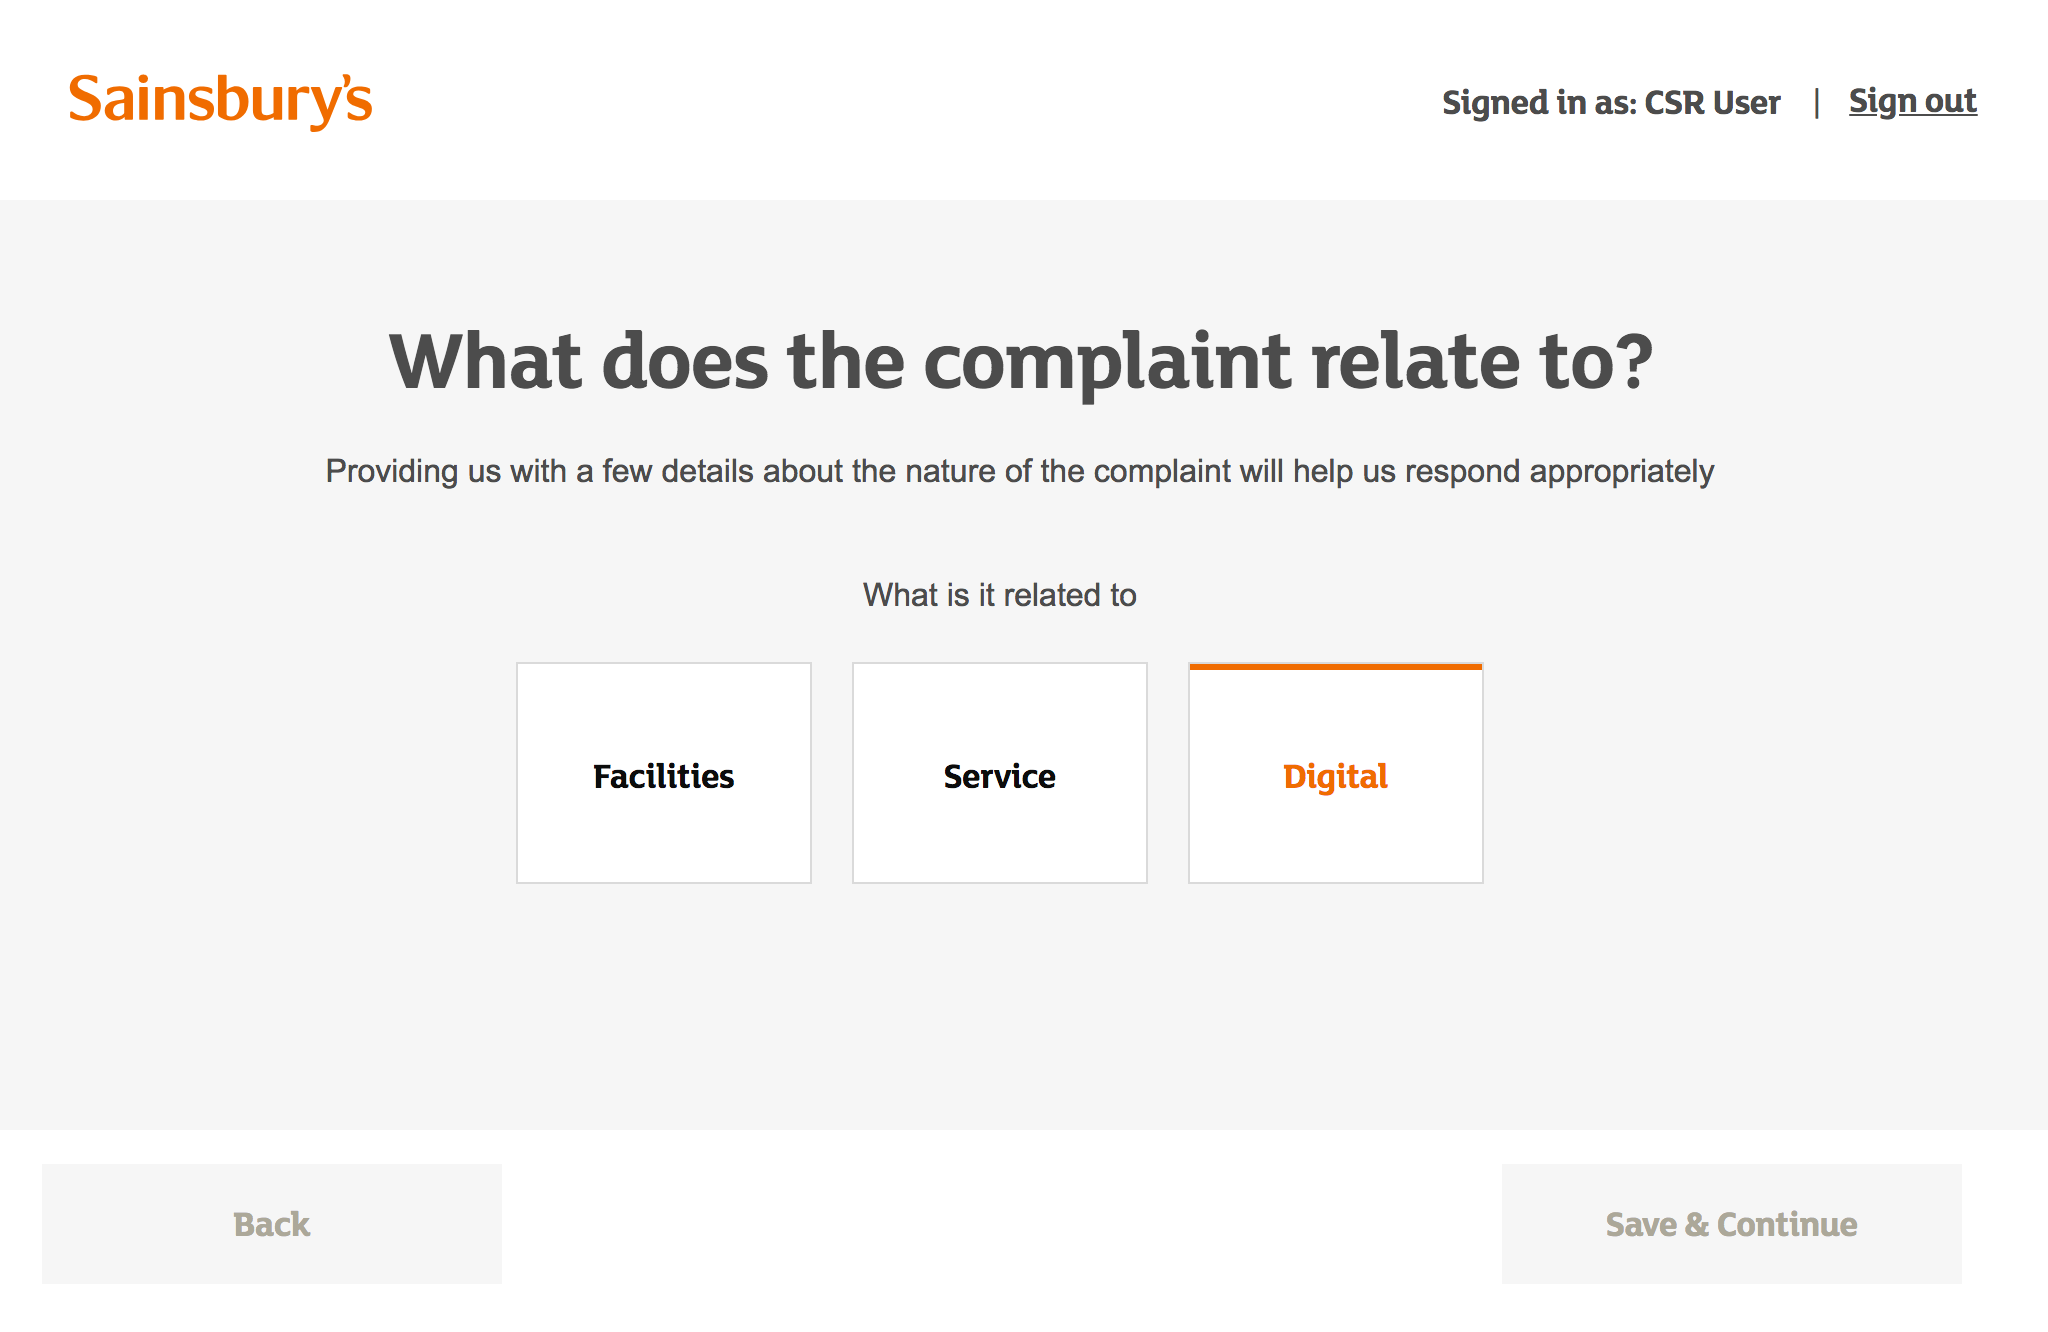 Sainsbury's
Signed in as: CSR User | Sign out
What does the complaint relate to?
Providing us with a few details about the nature of the complaint will help us respond appropriately
What is it related to
Facilities
Service
Digital
Back
Save & Continue